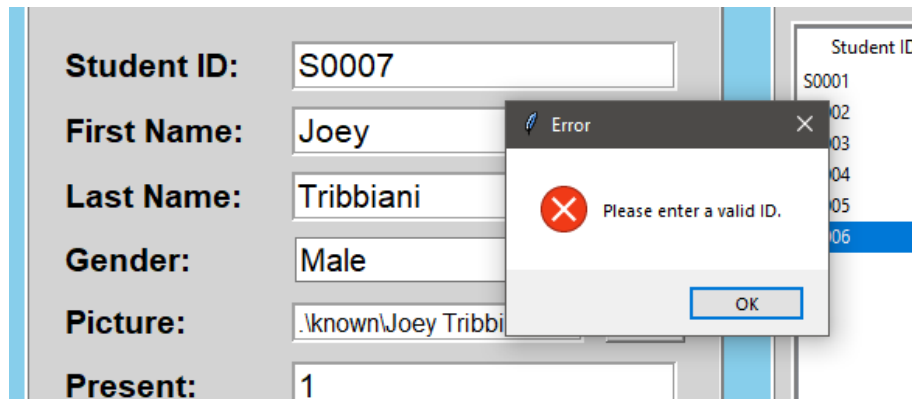 Student ID: S0007
First Name: Joey
Last Name: Tribbiani
Gender: Male
Picture: .\known\Joey
Present: 1
Error
Please enter a valid ID.
OK
Student ID
S0001